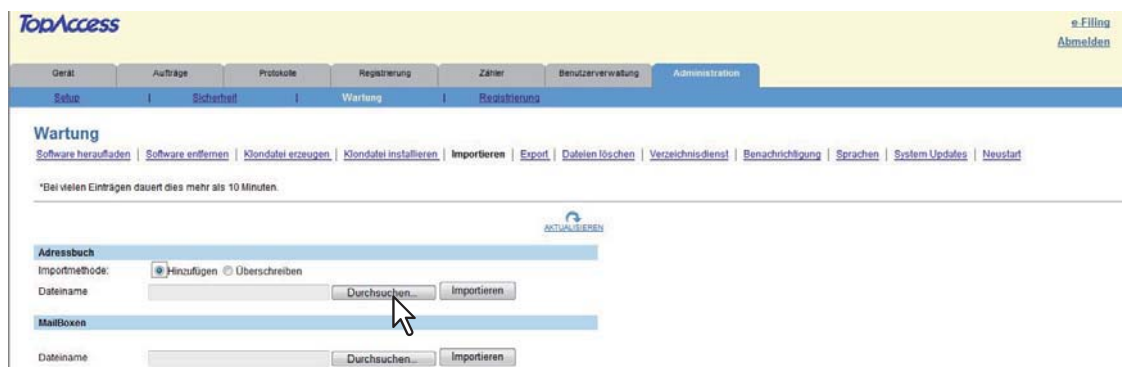 TopAccess
e-Filing
Abmelden
Gerät Aufträge Protokolle Registrierung Zähler Benutzerverwaltung Administration
Setup | Sicherheit | Wartung | Registrierung
Wartung
Software heraufladen | Software entfernen | Klondatei erzeugen | Klondatei installieren | Importieren | Export | Dateien löschen | Verzeichnisdienst | Benachrichtigung | Sprachen | System Updates | Neustart
*Bei vielen Einträgen dauert dies mehr als 10 Minuten.
AKTUALISIEREN
Adressbuch
Importmethode: Hinzufügen Überschreiben
Dateiname Durchsuchen... Importieren
MailBoxen
Dateiname Durchsuchen... Importieren